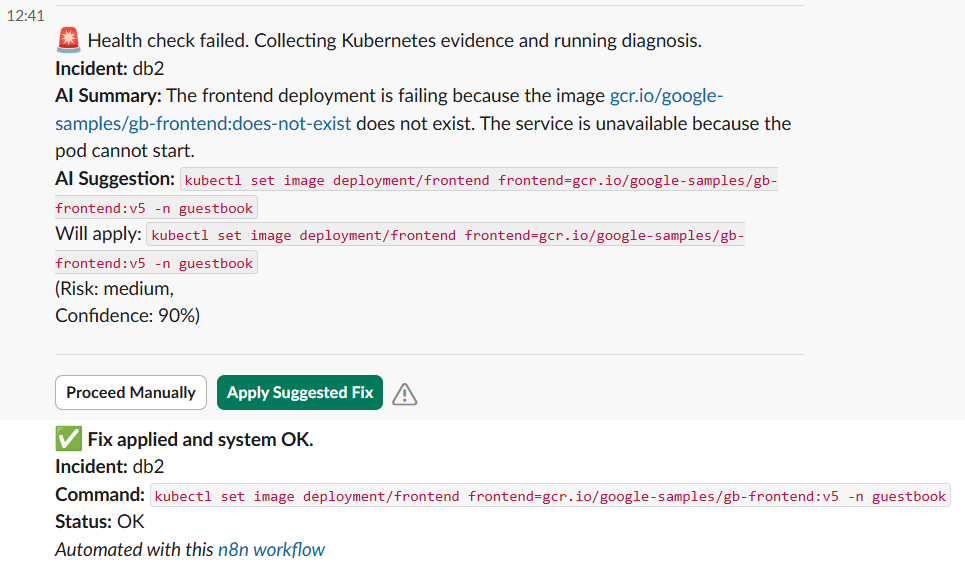 12:41
🚨 Health check failed. Collecting Kubernetes evidence and running diagnosis.
Incident: db2
AI Summary: The frontend deployment is failing because the image gcr.io/google-
samples/gb-frontend:does-not-exist does not exist. The service is unavailable because the
pod cannot start.
AI Suggestion: kubectl set image deployment/frontend frontend=gcr.io/google-samples/gb-
frontend:v5 -n guestbook
Will apply: kubectl set image deployment/frontend frontend=gcr.io/google-samples/gb-
frontend:v5 -n guestbook
(Risk: medium,
Confidence: 90%)
Proceed Manually Apply Suggested Fix
✅ Fix applied and system OK.
Incident: db2
Command: kubectl set image deployment/frontend frontend=gcr.io/google-samples/gb-frontend:v5 -n guestbook
Status: OK
Automated with this n8n workflow